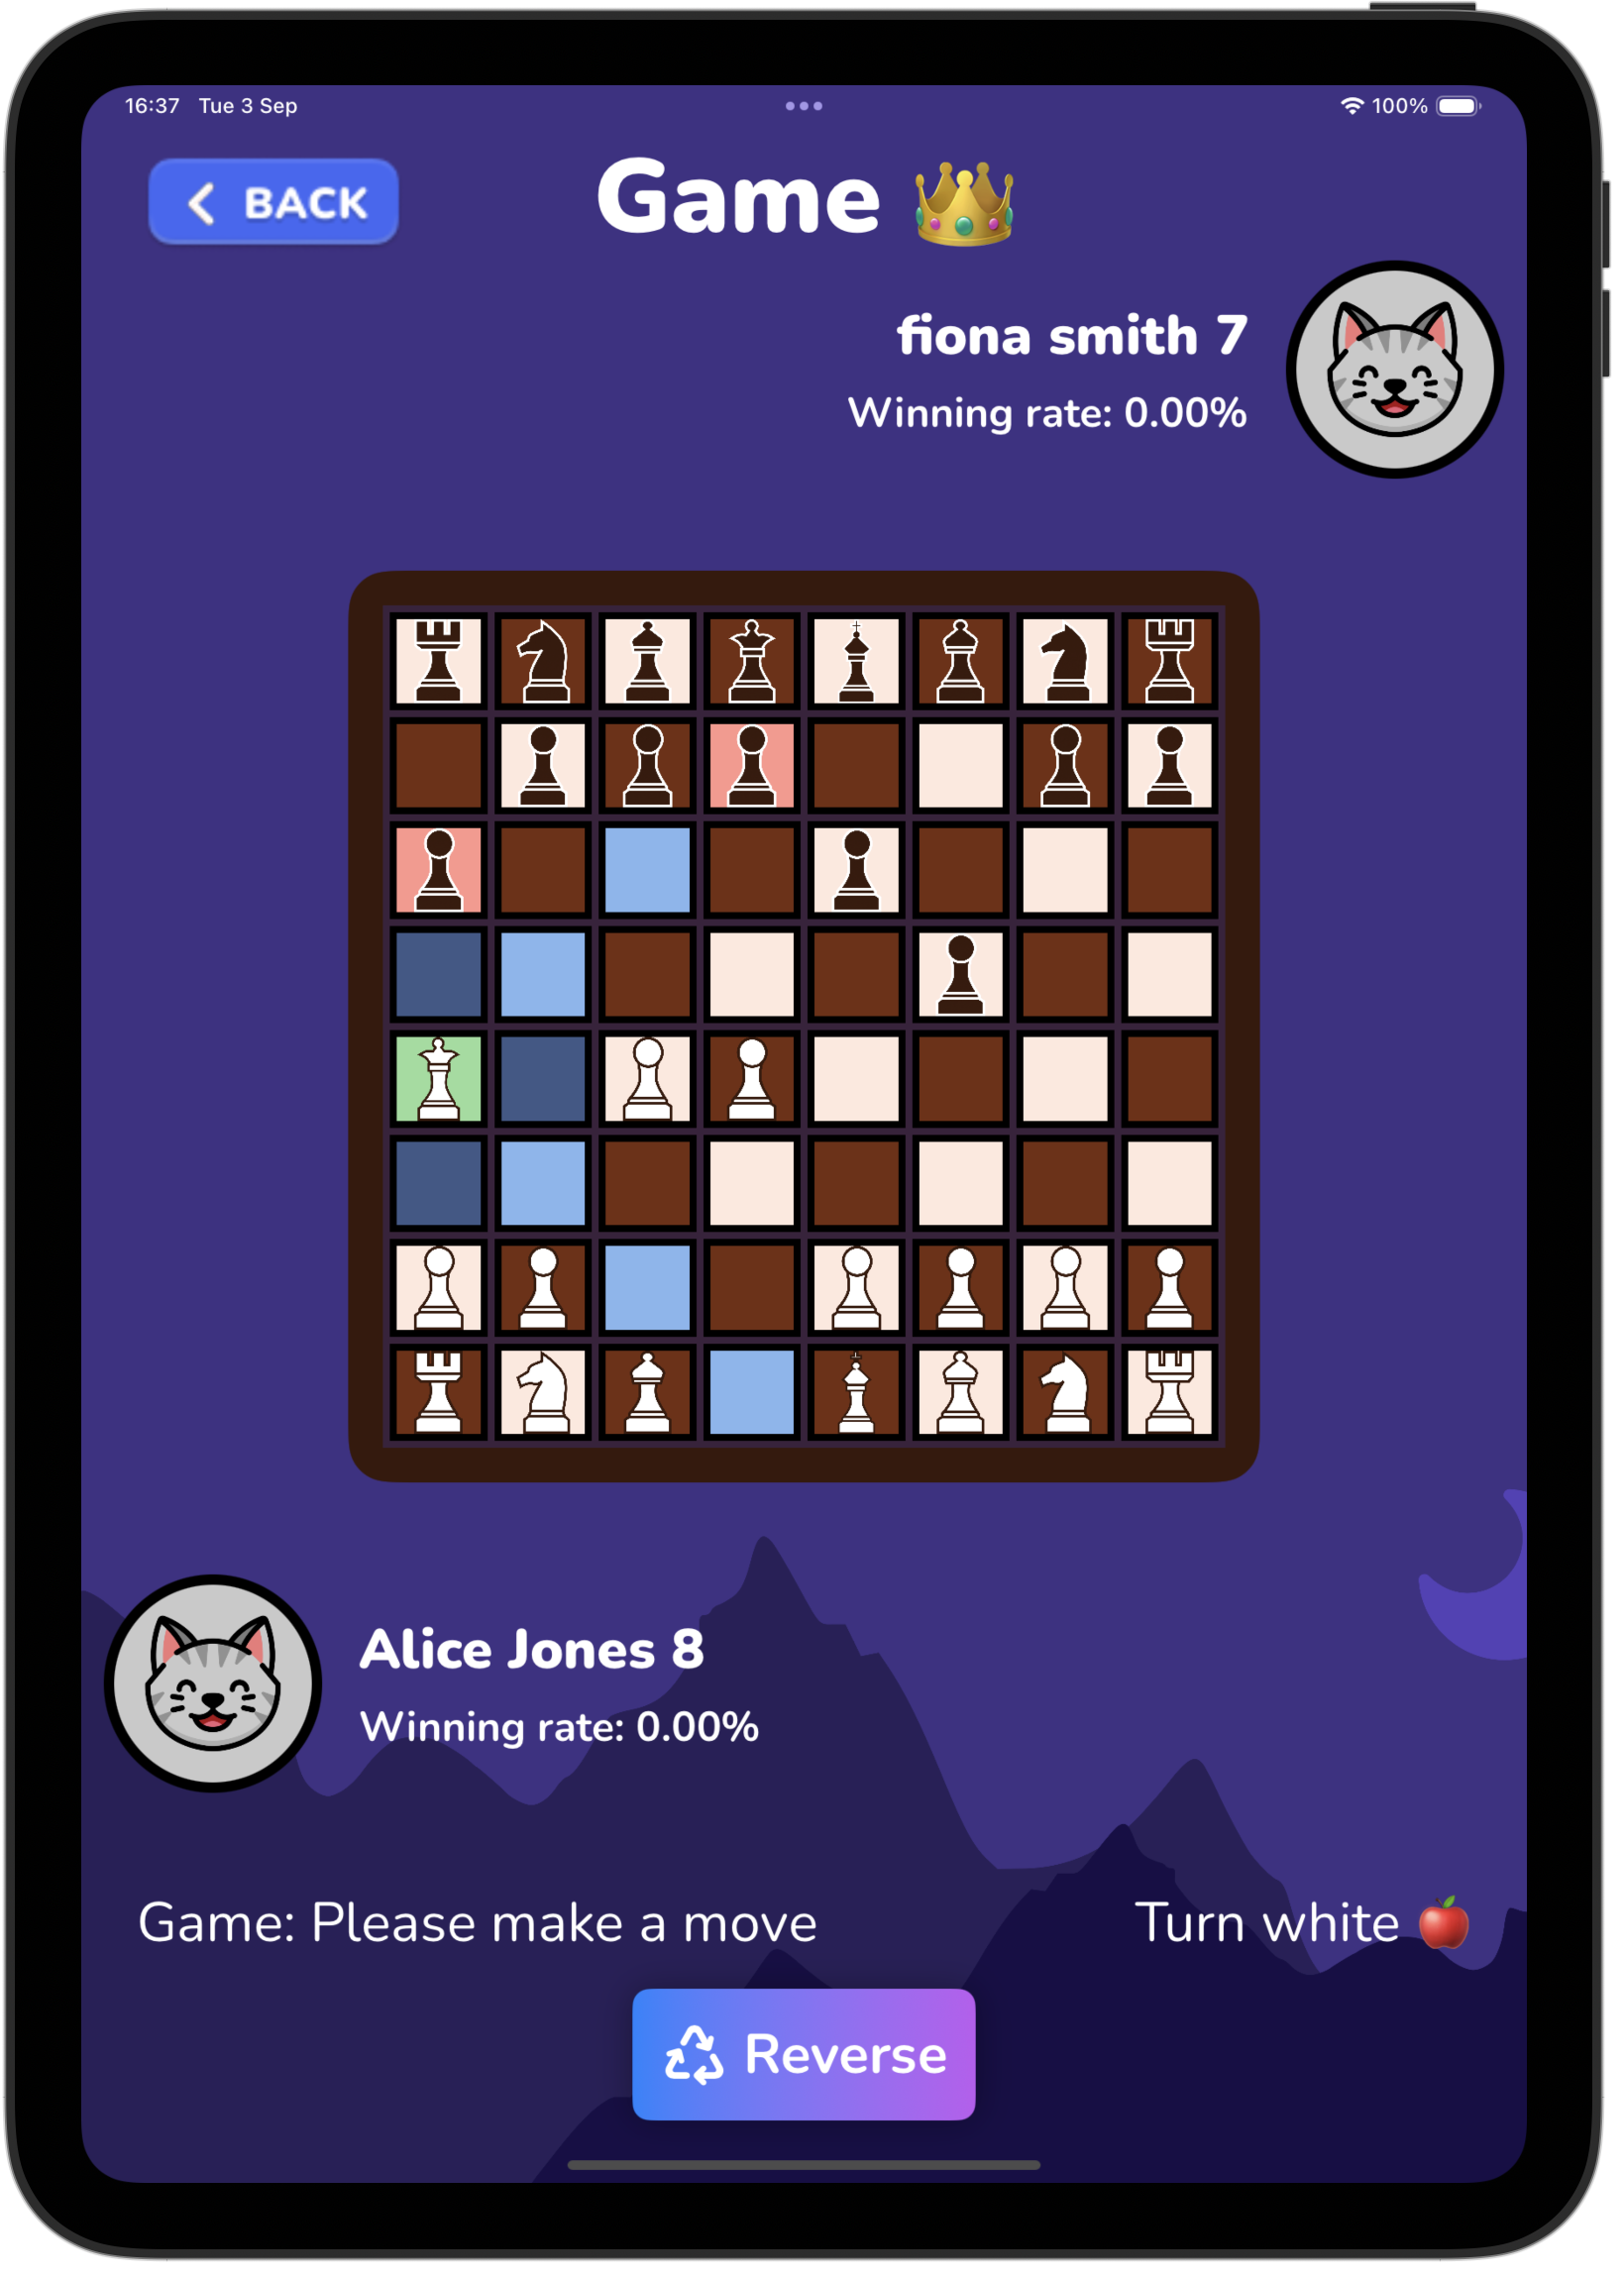 16:37 Tue 3 Sep
100%
BACK
Game
fiona smith 7
Winning rate: 0.00%
Alice Jones 8
Winning rate: 0.00%
Game: Please make a move
Turn white
Reverse